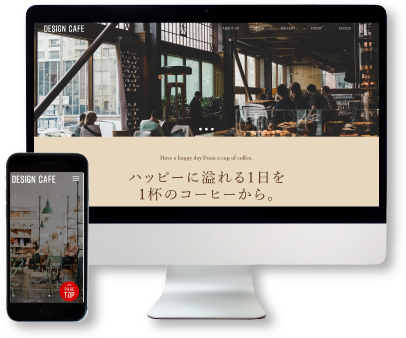 DESIGN CAFE
ABOUT US
GALLERY
ACCESS
Have a happy day From a cup of coffee.
ハッピーに溢れる1日を
1杯のコーヒーから。
DESIGN CAFE
PAGE
TOP